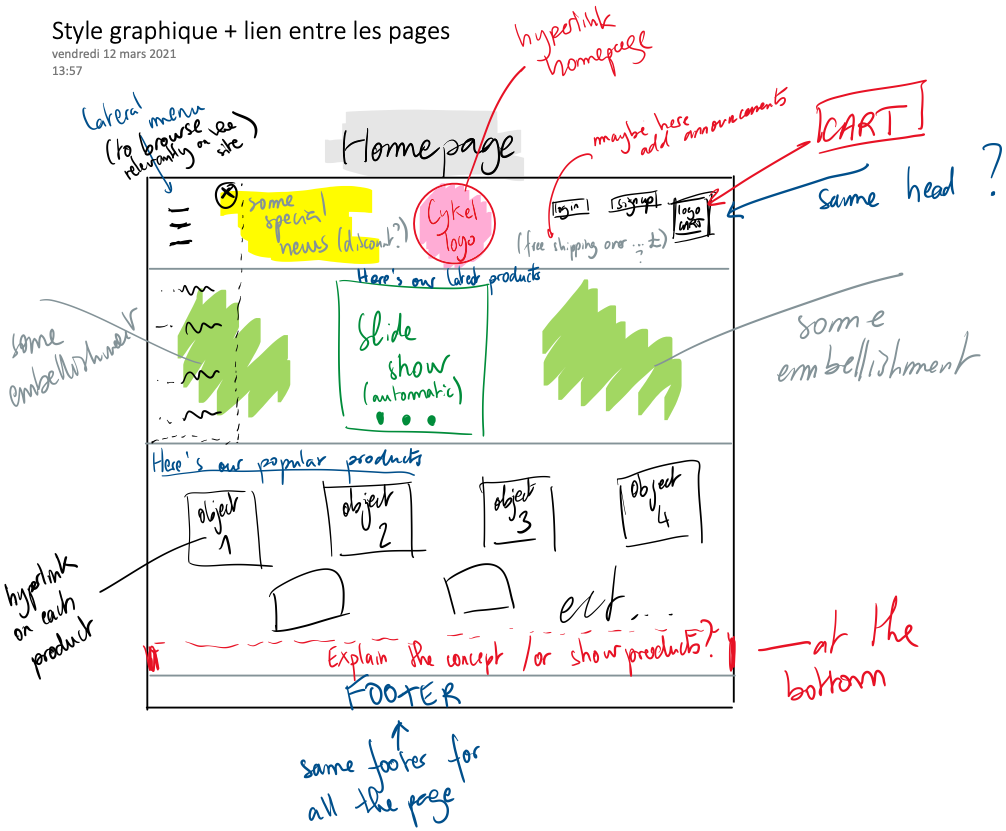 Style graphique + lien entre les pages
vendredi 12 mars 2021
13:57
hyperlink
homepage
Lateral menu
(to browse
relevantly on
site)
Homepage
maybe here
add announcements
CART
same head ?
some
special
news (discount?)
Cykel
logo
log in
sign up
logo
(free shipping over ... £)
?
Here's our latest products
Slide
show
(automatic)
some
embellishment
some
embellishment
Here's our popular products
object
1
object
2
object
3
object
4
hyperlink
on each
product
ect...
Explain the concept /or show products?
at the
bottom
FOOTER
same footer for
all the page